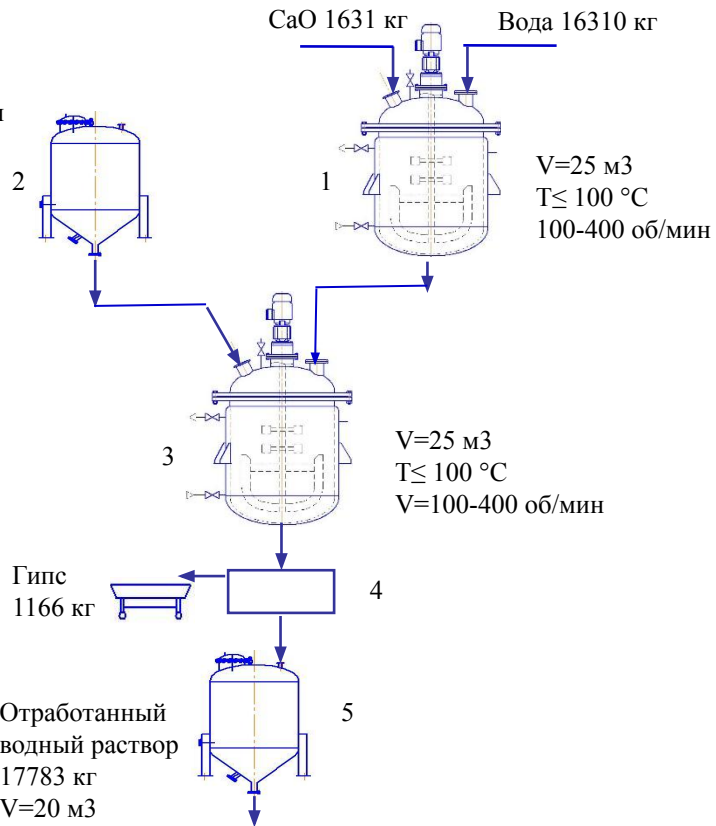 CaO 1631 кг
Вода 16310 кг
2
1
V=25 м3
T≤ 100 °C
100-400 об/мин
3
V=25 м3
T≤ 100 °C
V=100-400 об/мин
Гипс
1166 кг
4
5
Отработанный
водный раствор
17783 кг
V=20 м3